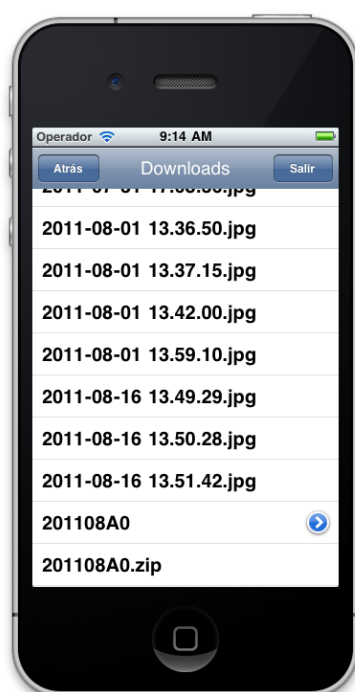 Operador 9:14 AM
Atrás Downloads Salir
2011-08-01 13.36.50.jpg
2011-08-01 13.37.15.jpg
2011-08-01 13.42.00.jpg
2011-08-01 13.59.10.jpg
2011-08-16 13.49.29.jpg
2011-08-16 13.50.28.jpg
2011-08-16 13.51.42.jpg
201108A0
201108A0.zip